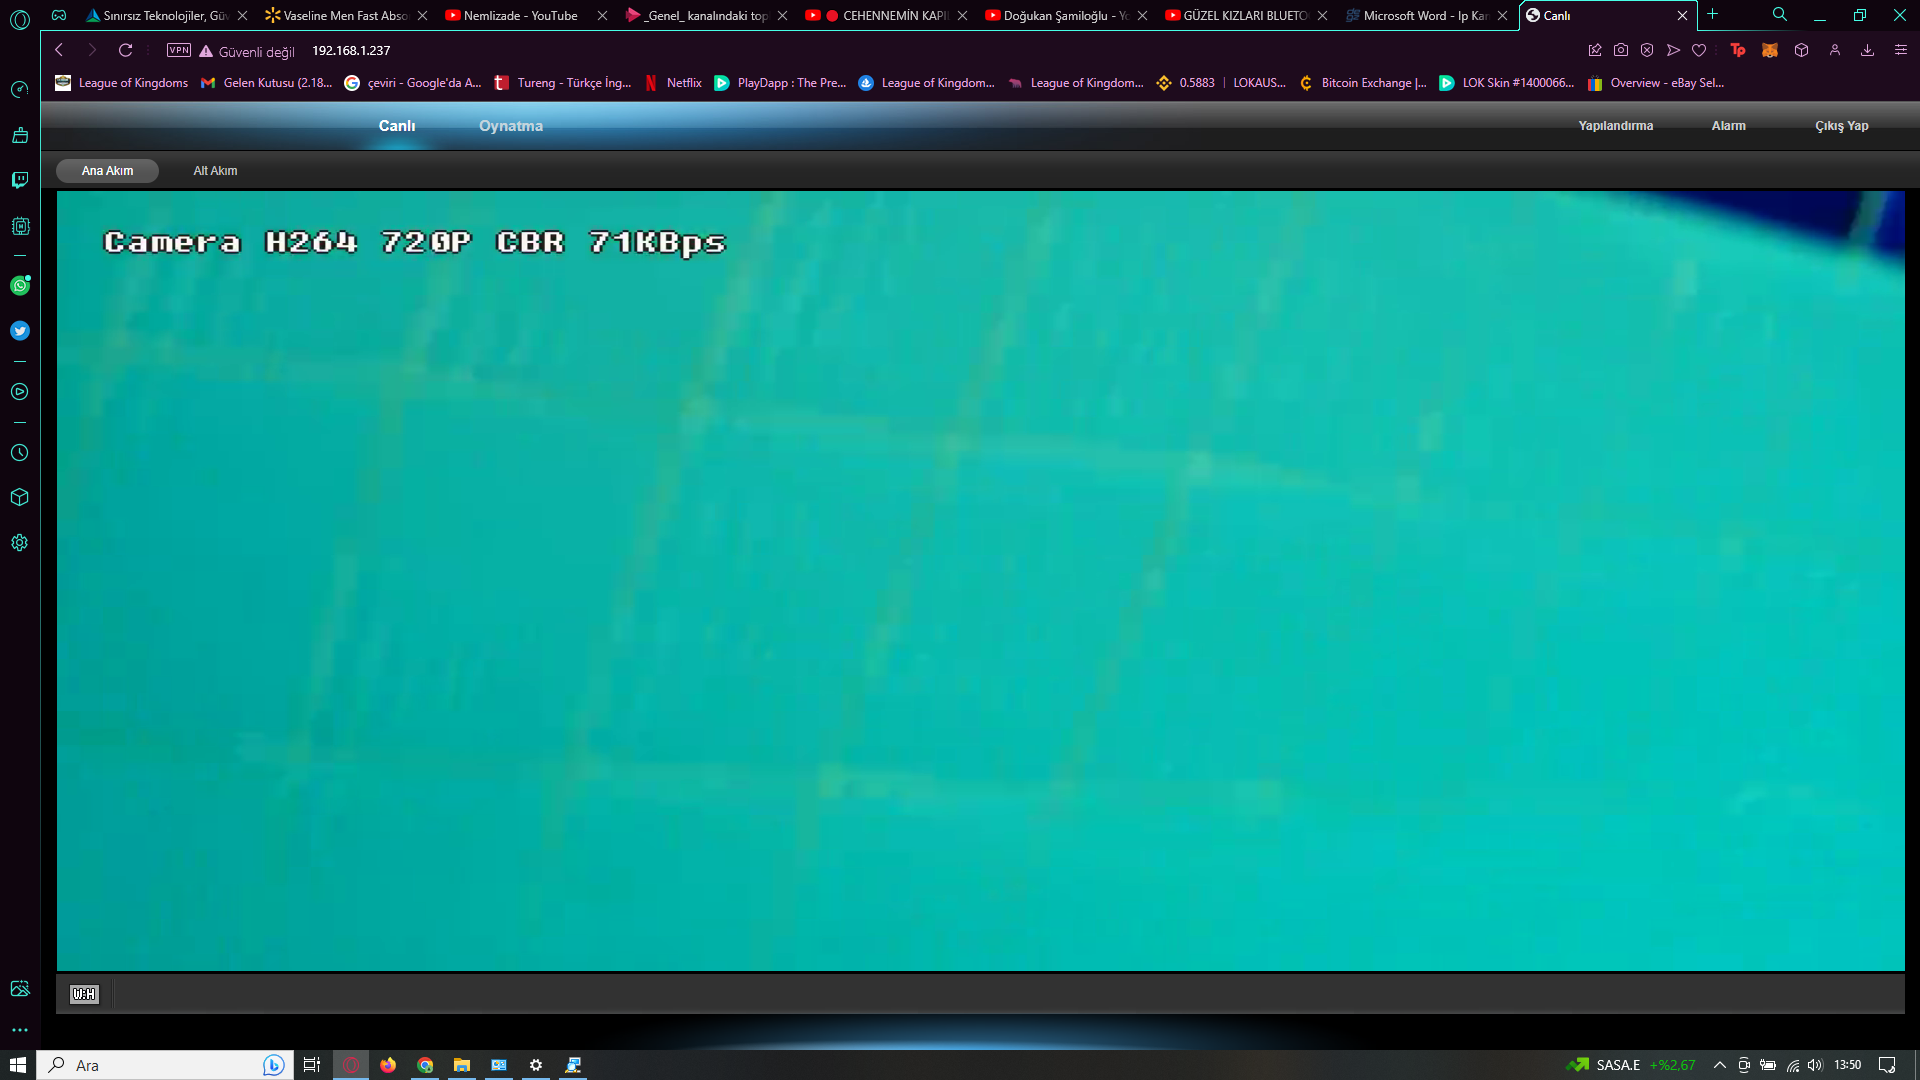 Sınırsız Teknolojiler, Güv
Vaseline Men Fast Abso
Nemlizade - YouTube
_Genel_ kanalındaki top
CEHENNEMİN KAPI
Doğukan Şamiloğlu - Yo
GÜZEL KIZLARI BLUETO
Microsoft Word - Ip Kar
Canlı
VPN
Güvenli değil
192.168.1.237
Tp
League of Kingdoms
Gelen Kutusu (2.18...
çeviri - Google'da A...
Tureng - Türkçe İng...
Netflix
PlayDapp : The Pre...
League of Kingdom...
League of Kingdom...
0.5883 | LOKAUS...
Bitcoin Exchange |...
LOK Skin #1400066...
Overview - eBay Sel...
Canlı
Oynatma
Yapılandırma
Alarm
Çıkış Yap
Ana Akım
Alt Akım
Camera H264 720P CBR 71KBps
W:H
Ara
SASA.E +%2,67
13:50